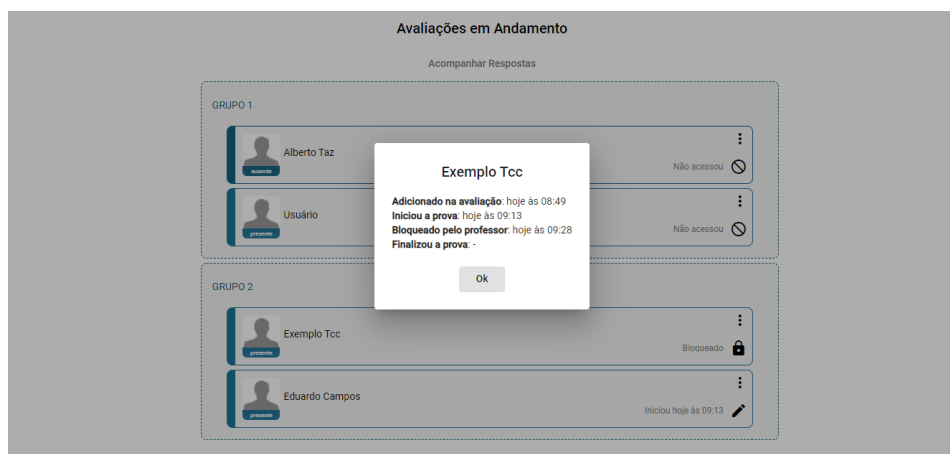 Avaliações em Andamento
Acompanhar Respostas
GRUPO 1
Alberto Taz
ausente
Não acessou
Usuário
presente
Não acessou
Exemplo Tcc
Adicionado na avaliação: hoje às 08:49
Iniciou a prova: hoje às 09:13
Bloqueado pelo professor: hoje às 09:28
Finalizou a prova: -
Ok
GRUPO 2
Exemplo Tcc
presente
Bloqueado
Eduardo Campos
presente
Iniciou hoje às 09:13